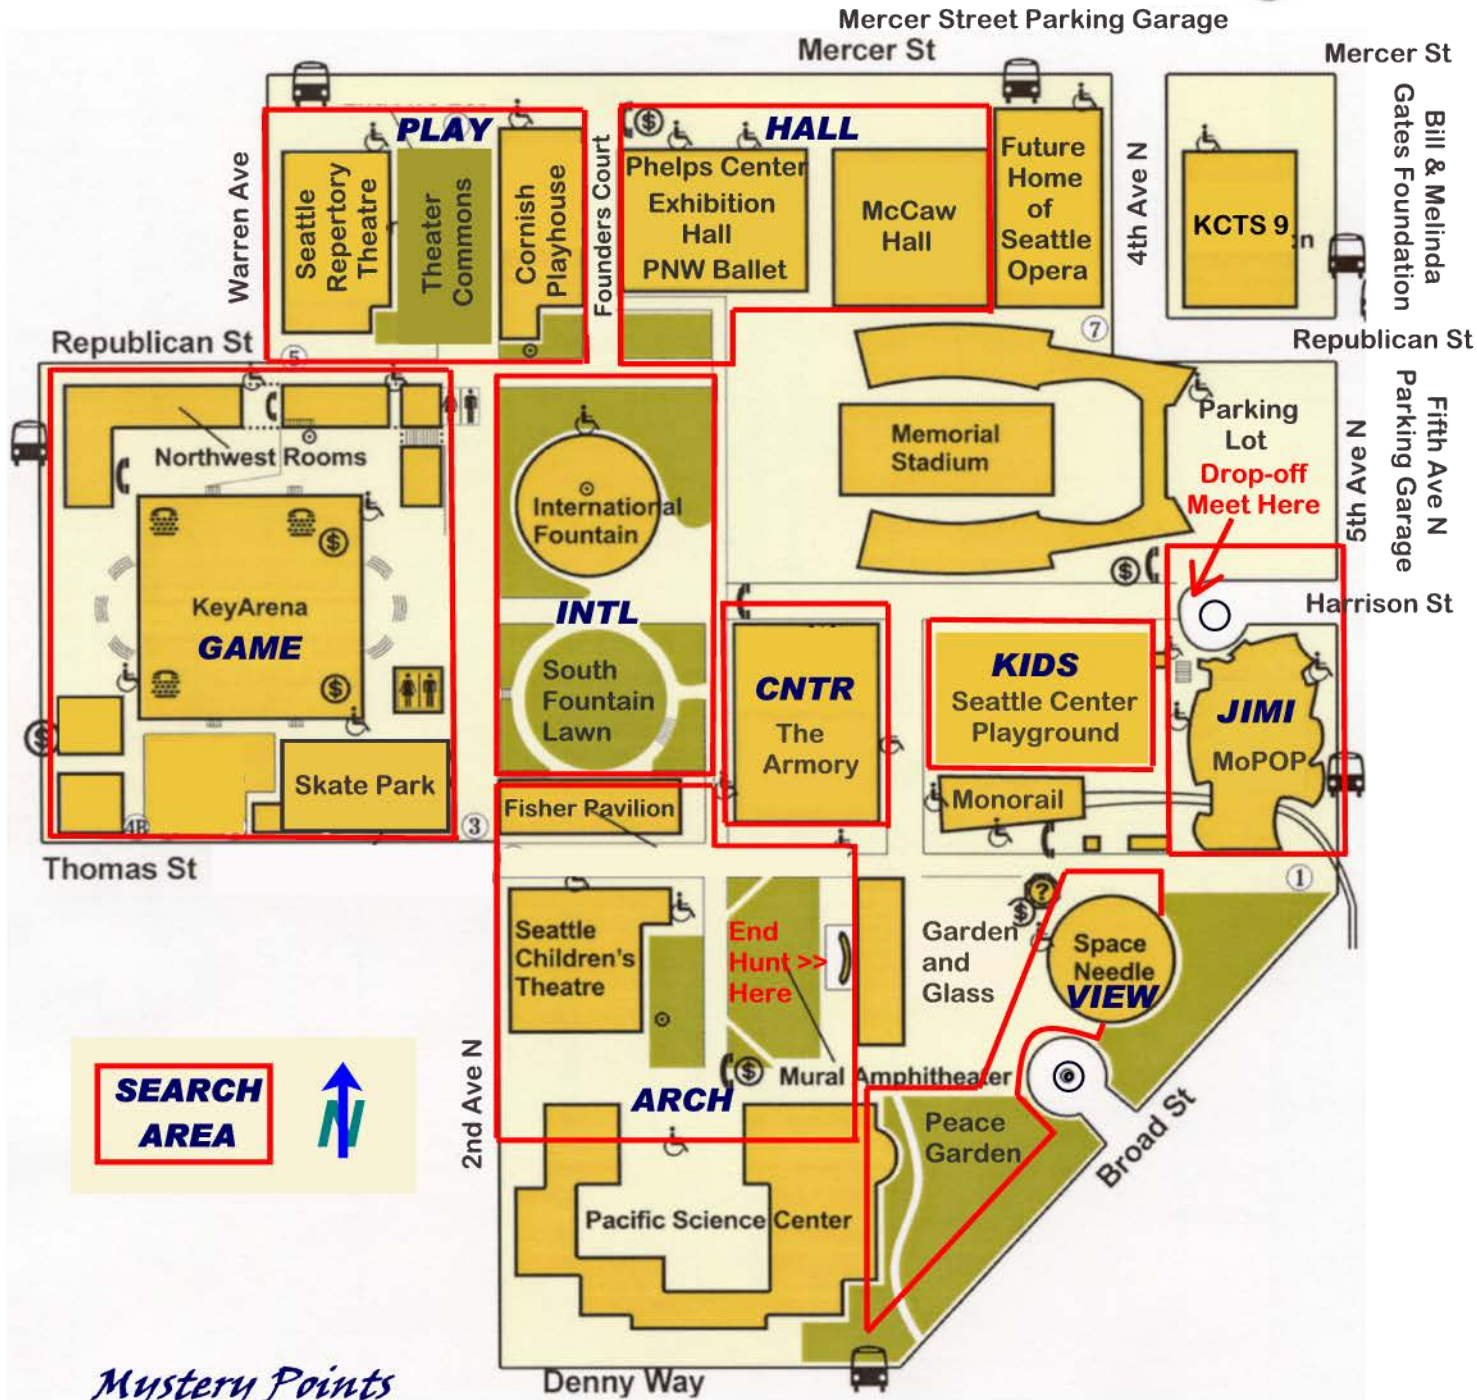 Mercer Street Parking Garage
Mercer St
Mercer St
Bill & Melinda
Gates Foundation
PLAY
HALL
Warren Ave
Seattle
Repertory
Theatre
Theater
Commons
Cornish
Playhouse
Founders Court
Phelps Center
Exhibition
Hall
PNW Ballet
McCaw
Hall
Future
Home
of
Seattle
Opera
4th Ave N
KCTS 9
7
Republican St
Republican St
5
Northwest Rooms
KeyArena
GAME
Skate Park
4B
3
Thomas St
International
Fountain
INTL
South
Fountain
Lawn
Fisher Pavilion
Memorial
Stadium
Parking
Lot
Drop-off
Meet Here
5th Ave N
Fifth Ave N
Parking Garage
Harrison St
CNTR
The
Armory
KIDS
Seattle Center
Playground
JIMI
MoPOP
Monorail
1
Seattle
Children's
Theatre
End
Hunt >>
Here
Garden
and
Glass
?
$
Space
Needle
VIEW
Mural Amphitheater
ARCH
2nd Ave N
Peace
Garden
Broad St
Pacific Science Center
SEARCH
AREA
N
Denny Way
Mystery Points